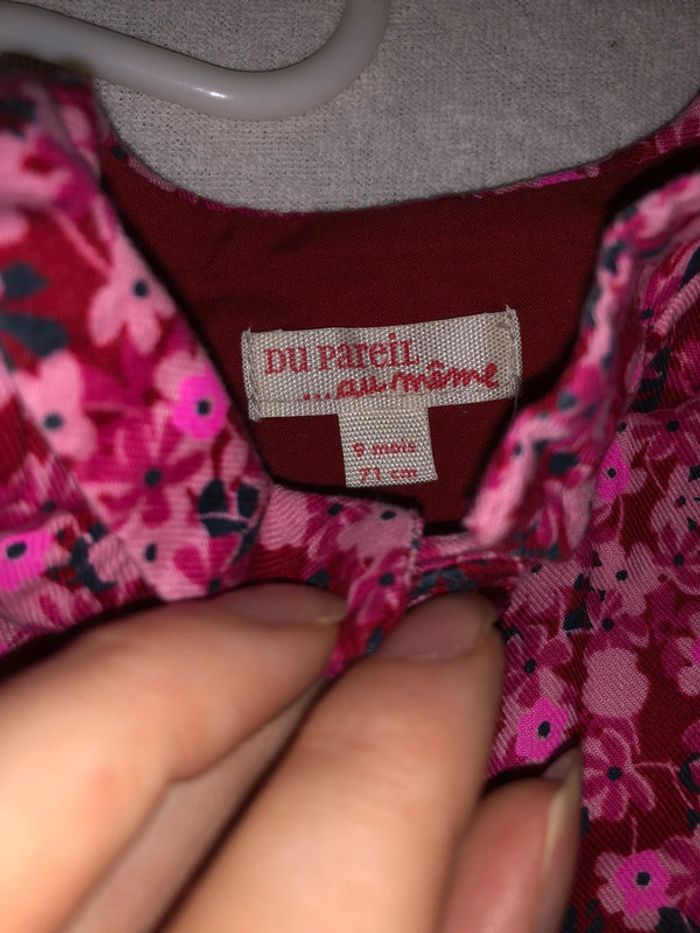 DU PAREIL
...au même
9 mois
71 cm